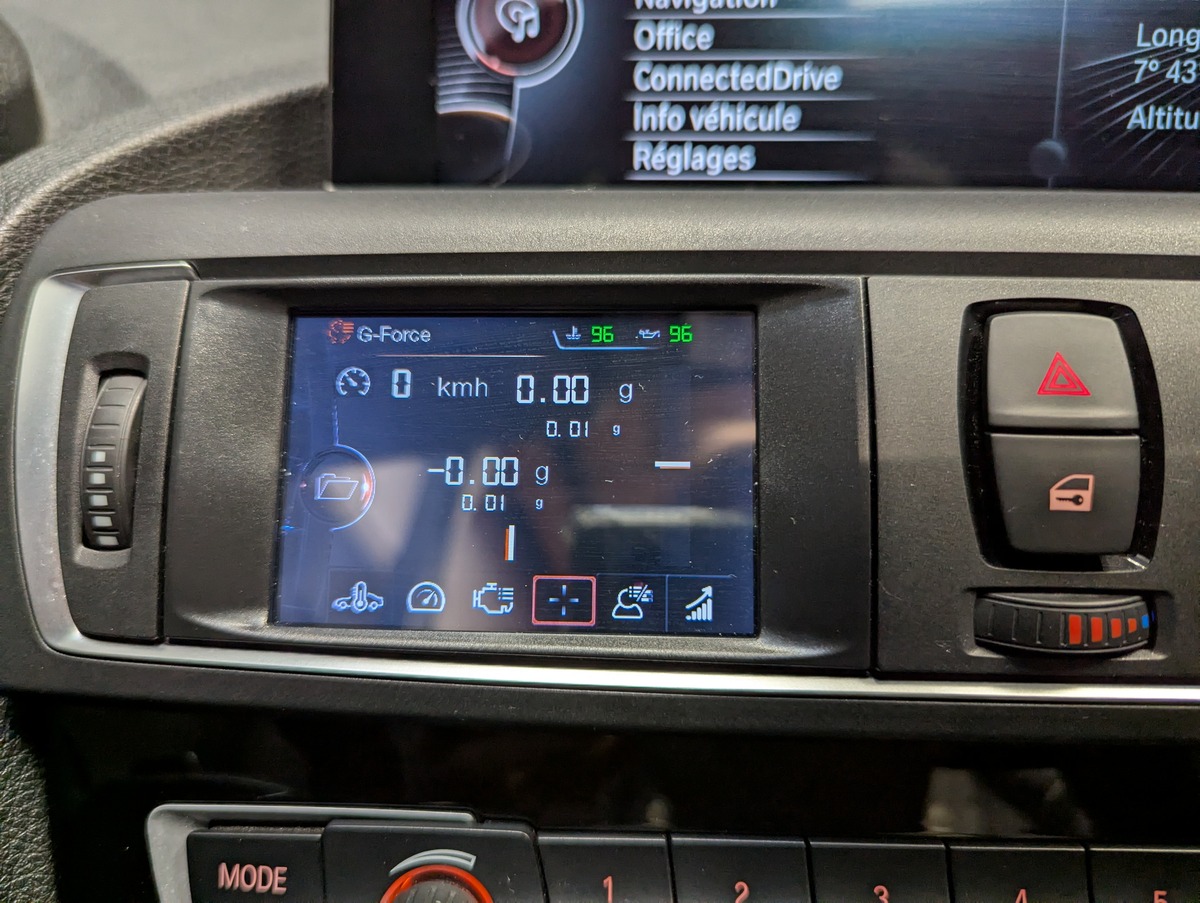 Navigation
Office
ConnectedDrive
Info véhicule
Réglages
Long
7° 43
Altitu
G-Force
96
96
0 kmh
0.00 g
0.01 g
-0.00 g
0.01 g
MODE
1
2
3
4
5